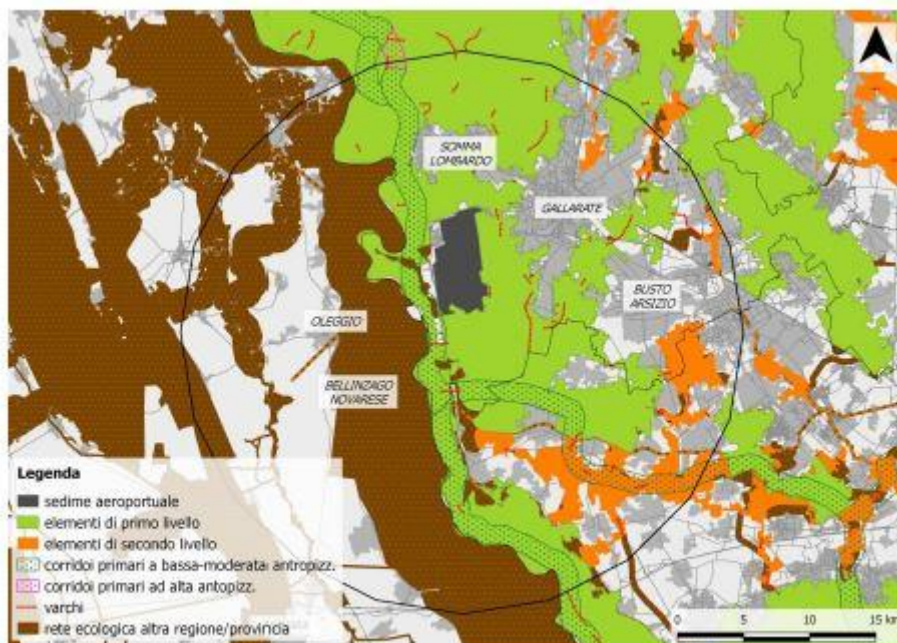 SOMMA
LOMBARDO
GALLARATE
BUSTO
ARSIZIO
OLEGGIO
BELLINZAGO
NOVARESE
Legenda
sedime aeroportuale
elementi di primo livello
elementi di secondo livello
corridoi primari a bassa-moderata antropizz.
corridoi primari ad alta antopizz.
varchi
rete ecologica altra regione/provincia
0 5 10 15 km